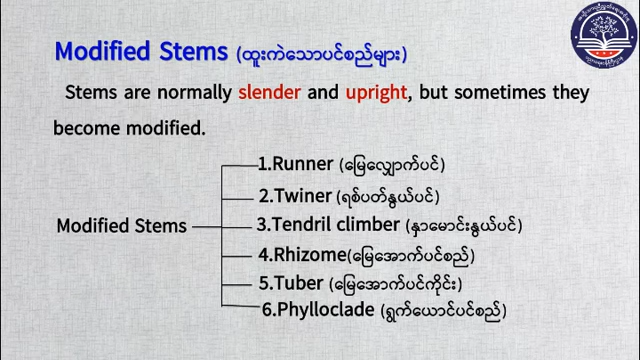 Modified Stems (ထူးကဲသောပင်စည်များ)
Stems are normally slender and upright, but sometimes they
become modified.
Modified Stems
1.Runner (မြေလျှောက်ပင်)
2.Twiner (ရစ်ပတ်နွယ်ပင်)
3.Tendril climber (နှာမောင်းနွယ်ပင်)
4.Rhizome(မြေအောက်ပင်စည်)
5.Tuber (မြေအောက်ပင်ကိုင်း)
6.Phylloclade (ရွက်ယောင်ပင်စည်)